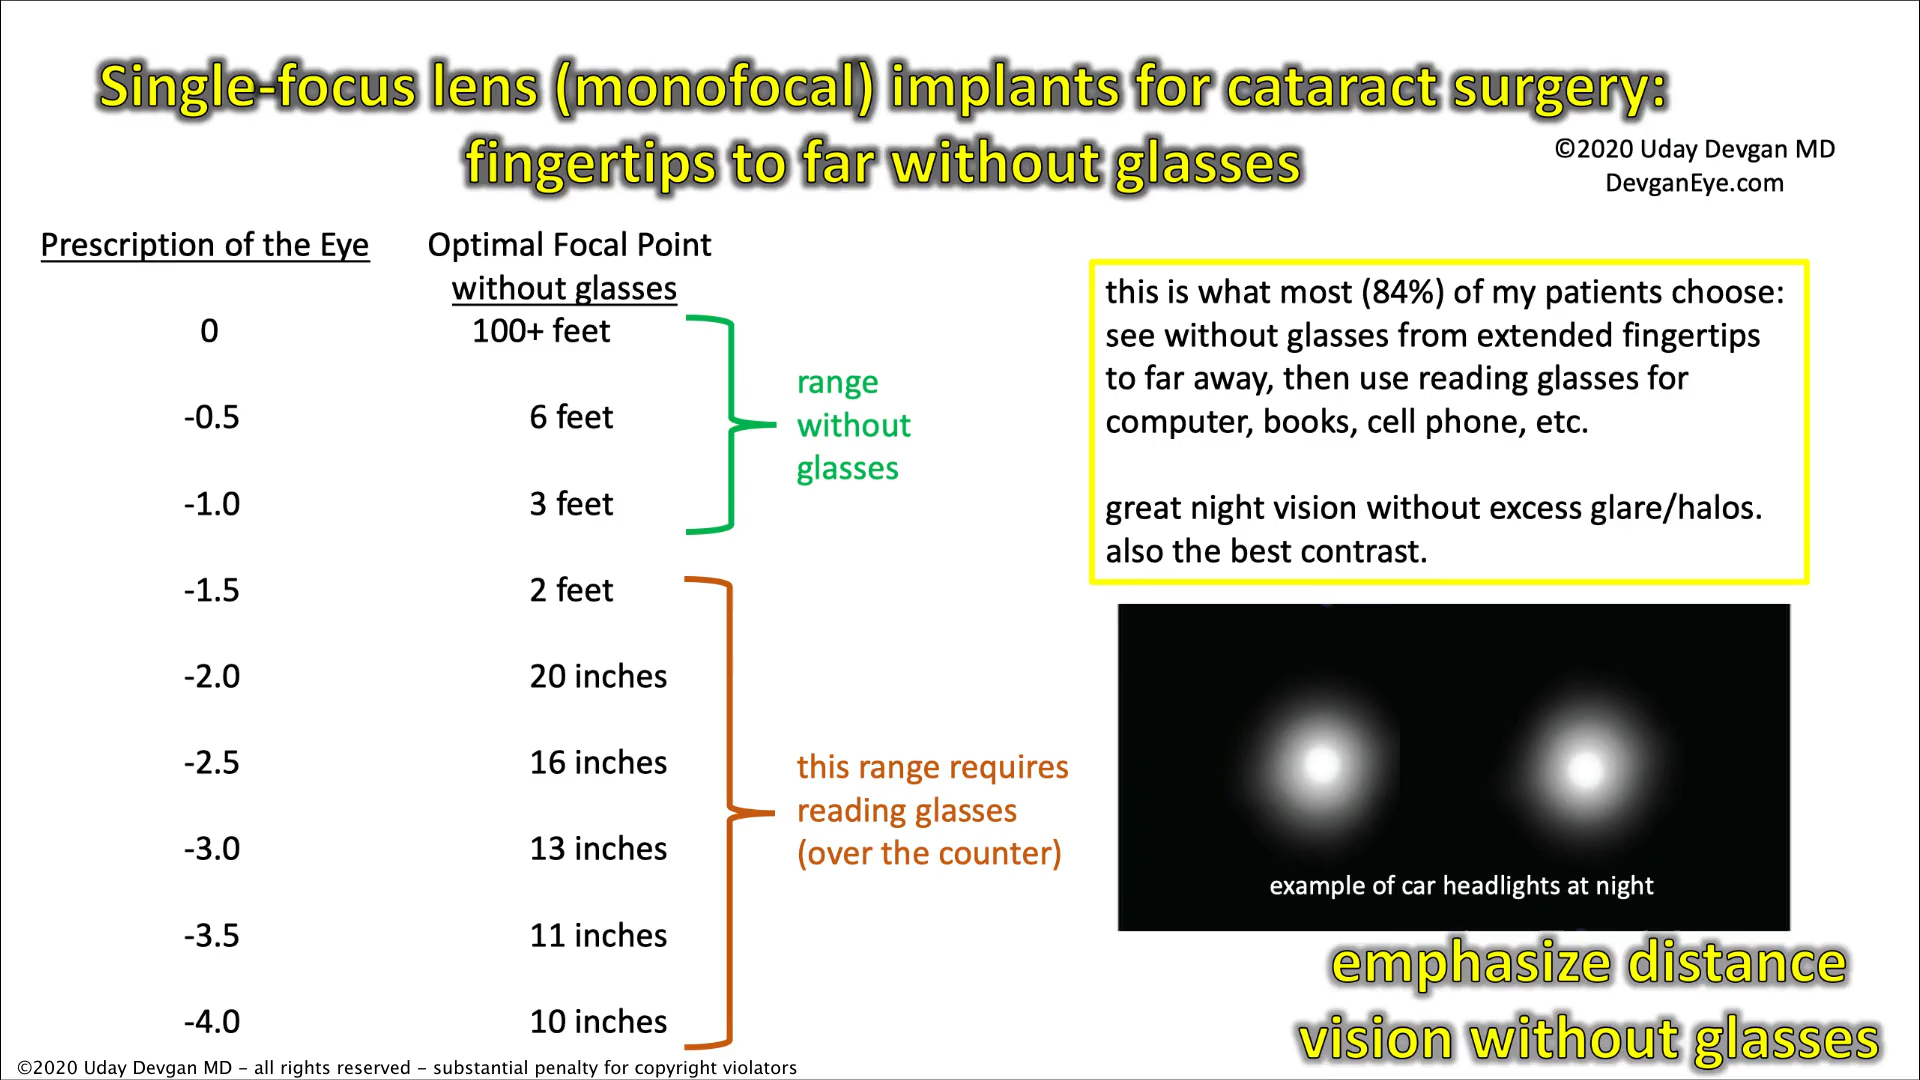 Single-focus lens (monofocal) implants for cataract surgery:
fingertips to far without glasses
©2020 Uday Devgan MD
DevganEye.com
Prescription of the Eye
Optimal Focal Point
without glasses
0 100+ feet
-0.5 6 feet
-1.0 3 feet
-1.5 2 feet
-2.0 20 inches
-2.5 16 inches
-3.0 13 inches
-3.5 11 inches
-4.0 10 inches
range
without
glasses
this range requires
reading glasses
(over the counter)
this is what most (84%) of my patients choose:
see without glasses from extended fingertips
to far away, then use reading glasses for
computer, books, cell phone, etc.
great night vision without excess glare/halos.
also the best contrast.
example of car headlights at night
emphasize distance
vision without glasses
©2020 Uday Devgan MD – all rights reserved – substantial penalty for copyright violators